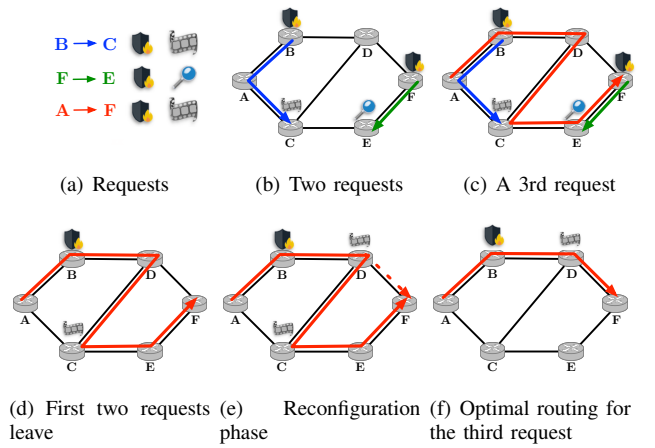 B → C
F → E
A → F
B
D
A
F
C
E
B
D
A
F
C
E
(a) Requests
(b) Two requests
(c) A 3rd request
B
D
A
F
C
E
B
D
A
F
C
E
B
D
A
F
C
E
(d) First two requests
leave
(e) Reconfiguration
phase
(f) Optimal routing for
the third request